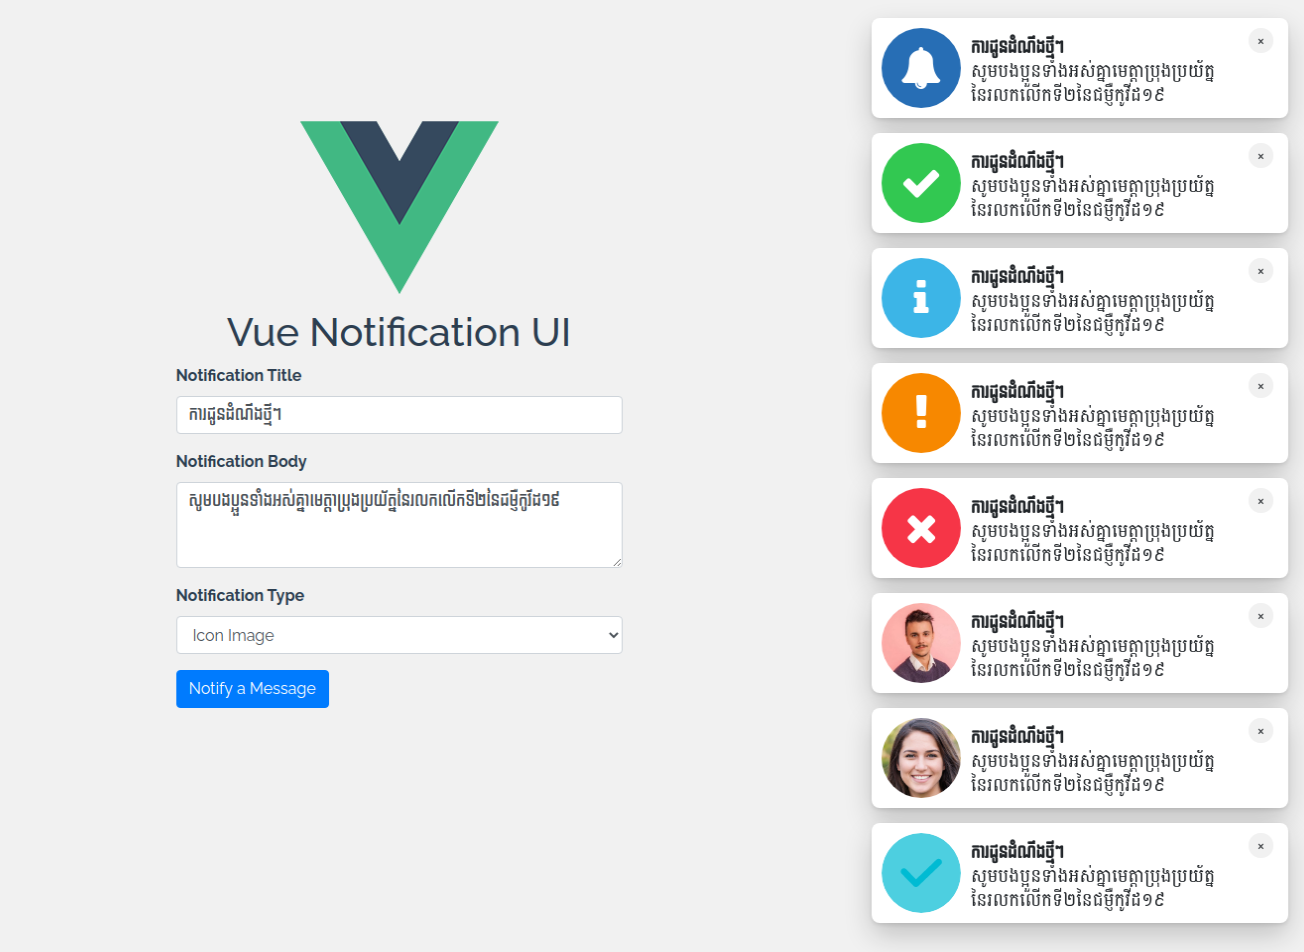 Vue Notification UI
Notification Title
ការជូនដំណឹងថ្មីៗ
Notification Body
សូមបងប្អូនទាំងអស់គ្នាមេត្តាប្រុងប្រយ័ត្ននៃរលកលើកទី២នៃជម្ងឺកូវីដ១៩
Notification Type
Icon Image
Notify a Message
ការជូនដំណឹងថ្មីៗ
សូមបងប្អូនទាំងអស់គ្នាមេត្តាប្រុងប្រយ័ត្ន
នៃរលកលើកទី២នៃជម្ងឺកូវីដ១៩
ការជូនដំណឹងថ្មីៗ
សូមបងប្អូនទាំងអស់គ្នាមេត្តាប្រុងប្រយ័ត្ន
នៃរលកលើកទី២នៃជម្ងឺកូវីដ១៩
ការជូនដំណឹងថ្មីៗ
សូមបងប្អូនទាំងអស់គ្នាមេត្តាប្រុងប្រយ័ត្ន
នៃរលកលើកទី២នៃជម្ងឺកូវីដ១៩
ការជូនដំណឹងថ្មីៗ
សូមបងប្អូនទាំងអស់គ្នាមេត្តាប្រុងប្រយ័ត្ន
នៃរលកលើកទី២នៃជម្ងឺកូវីដ១៩
ការជូនដំណឹងថ្មីៗ
សូមបងប្អូនទាំងអស់គ្នាមេត្តាប្រុងប្រយ័ត្ន
នៃរលកលើកទី២នៃជម្ងឺកូវីដ១៩
ការជូនដំណឹងថ្មីៗ
សូមបងប្អូនទាំងអស់គ្នាមេត្តាប្រុងប្រយ័ត្ន
នៃរលកលើកទី២នៃជម្ងឺកូវីដ១៩
ការជូនដំណឹងថ្មីៗ
សូមបងប្អូនទាំងអស់គ្នាមេត្តាប្រុងប្រយ័ត្ន
នៃរលកលើកទី២នៃជម្ងឺកូវីដ១៩
ការជូនដំណឹងថ្មីៗ
សូមបងប្អូនទាំងអស់គ្នាមេត្តាប្រុងប្រយ័ត្ន
នៃរលកលើកទី២នៃជម្ងឺកូវីដ១៩